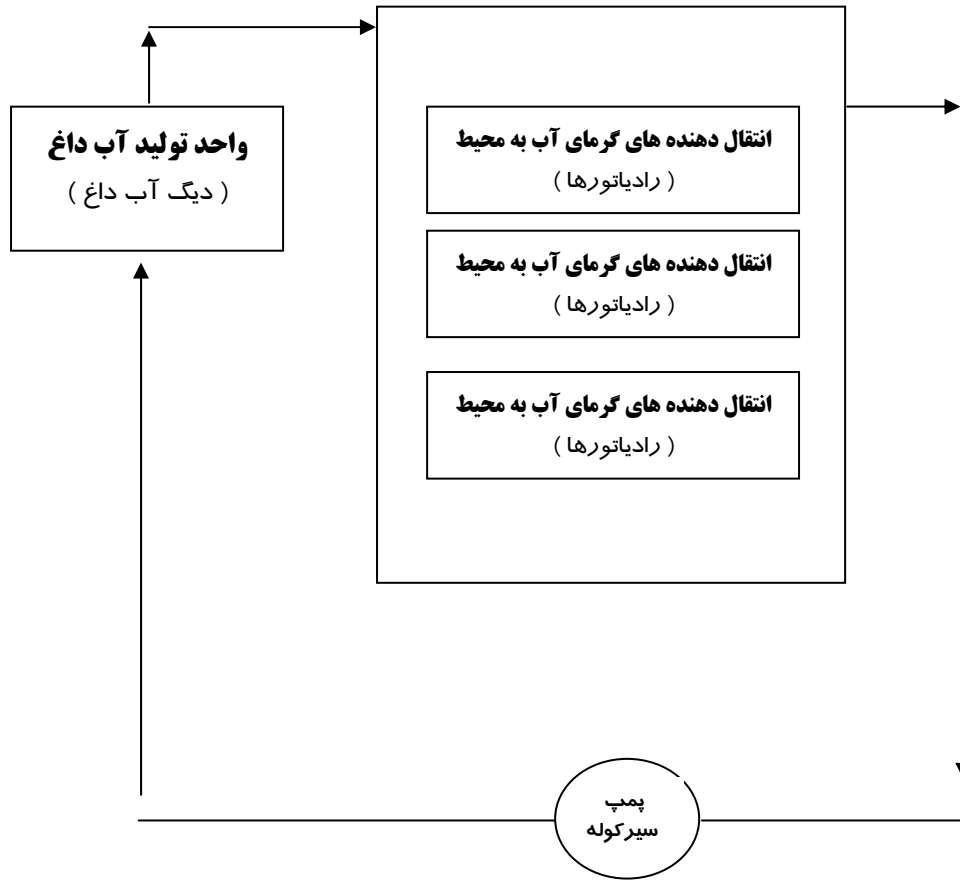 واحد تولید آب داغ
( دیگ آب داغ )
انتقال دهنده های گرمای آب به محیط
( رادیاتورها )
انتقال دهنده های گرمای آب به محیط
( رادیاتورها )
انتقال دهنده های گرمای آب به محیط
( رادیاتورها )
پمپ
سیرکوله